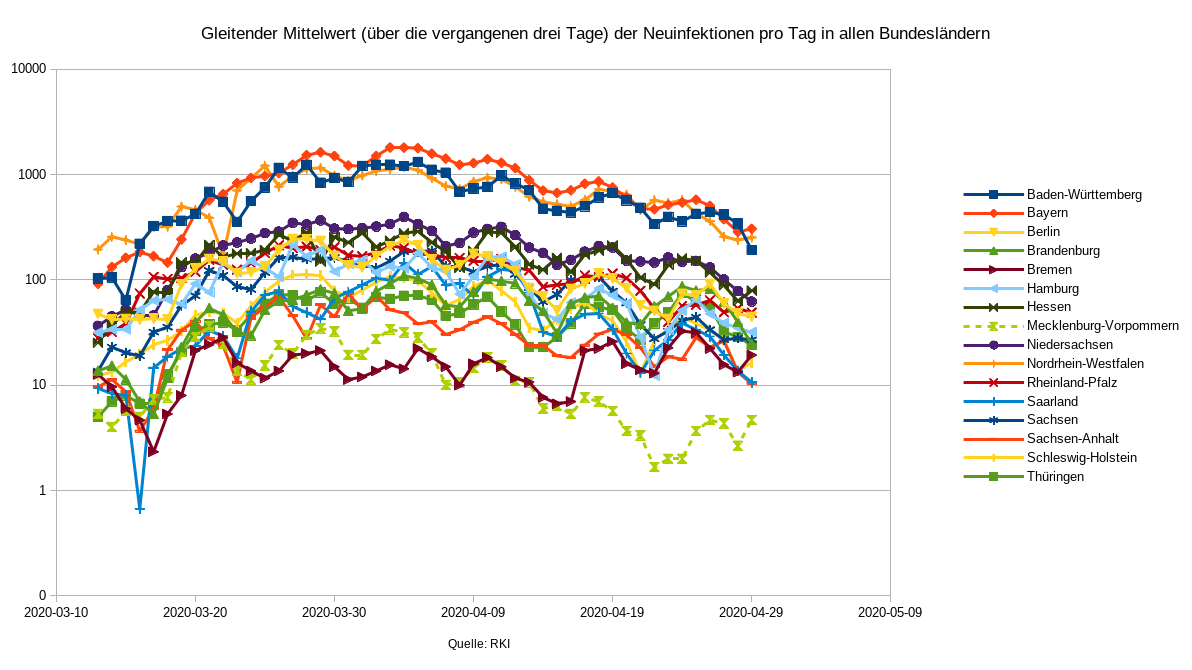 Gleitender Mittelwert (über die vergangenen drei Tage) der Neuinfektionen pro Tag in allen Bundesländern
10000
1000
100
10
1
0
2020-03-10
2020-03-20
2020-03-30
2020-04-09
2020-04-19
2020-04-29
2020-05-09
Quelle: RKI
Baden-Württemberg
Bayern
Berlin
Brandenburg
Bremen
Hamburg
Hessen
Mecklenburg-Vorpommern
Niedersachsen
Nordrhein-Westfalen
Rheinland-Pfalz
Saarland
Sachsen
Sachsen-Anhalt
Schleswig-Holstein
Thüringen